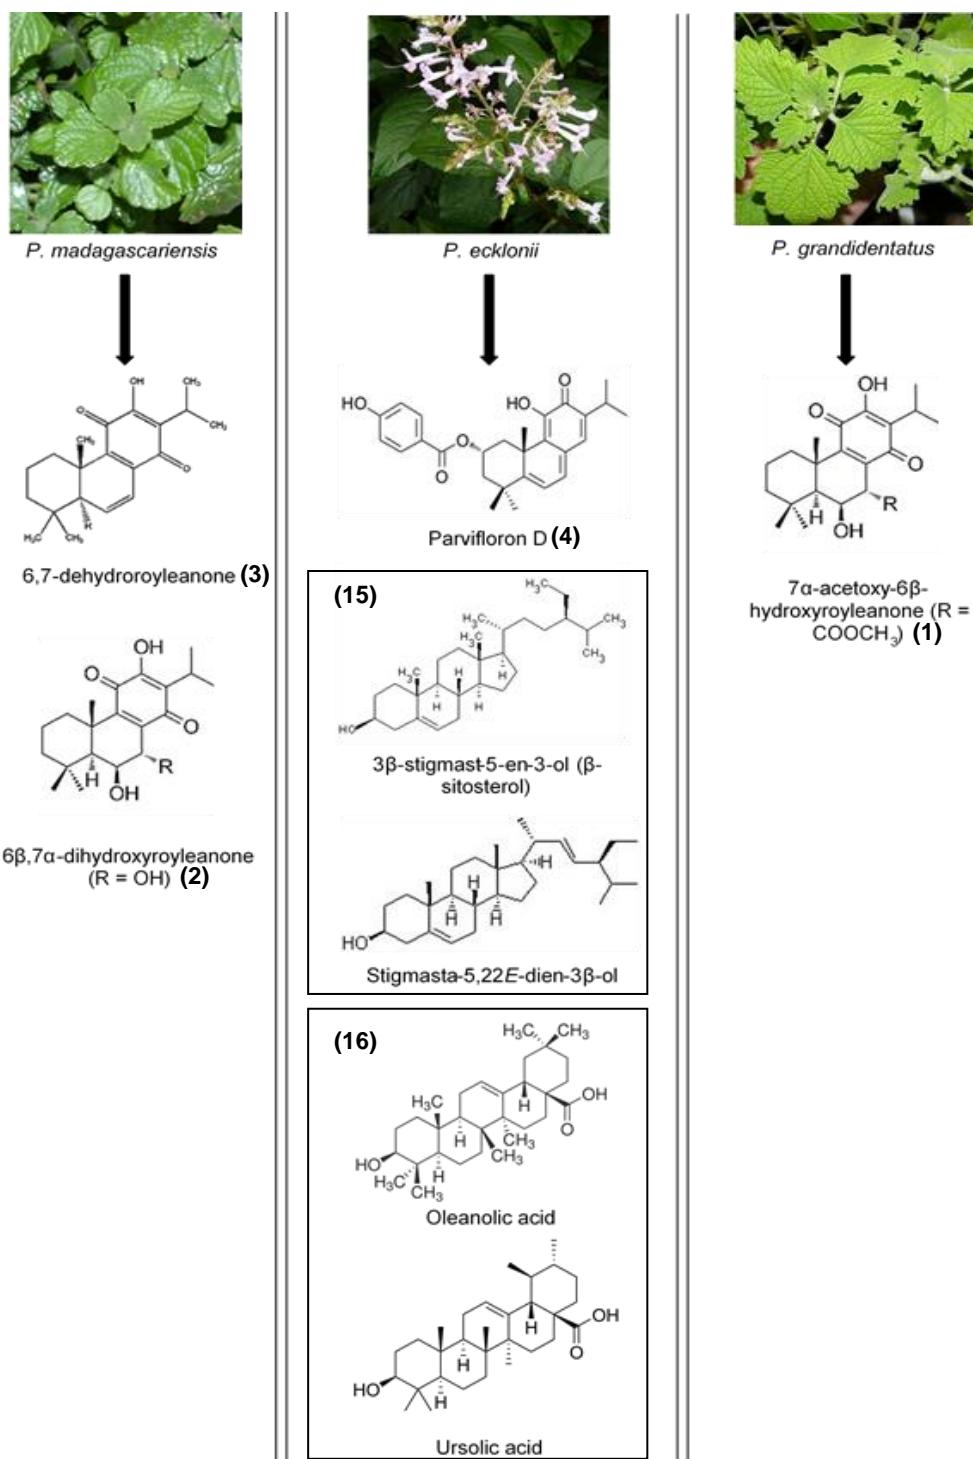 P. madagascariensis
P. ecklonii
P. grandidentatus
OH
CH₃
O
CH₃
CH₃
O
R
H₃C
CH₃
6,7-dehydroroyleanone (3)
OH
O
O
H
R
OH
6β,7α-dihydroxyroyleanone
(R = OH) (2)
HO
O
O
HO
O
Parvifloron D (4)
(15)
H₃C
H₃C
CH₃
CH₃
H₃C
H₃C
H
H
H
H
HO
3β-stigmast-5-en-3-ol (β-
sitosterol)
H
H
H
H
HO
Stigmasta-5,22E-dien-3β-ol
(16)
H₃C
CH₃
H₃C
H
OH
O
H
CH₃
CH₃
HO
H₃C
H
CH₃
Oleanolic acid
H
OH
O
H
HO
H
Ursolic acid
OH
O
O
H
R
OH
7α-acetoxy-6β-
hydroxyroyleanone (R =
COOCH₃) (1)